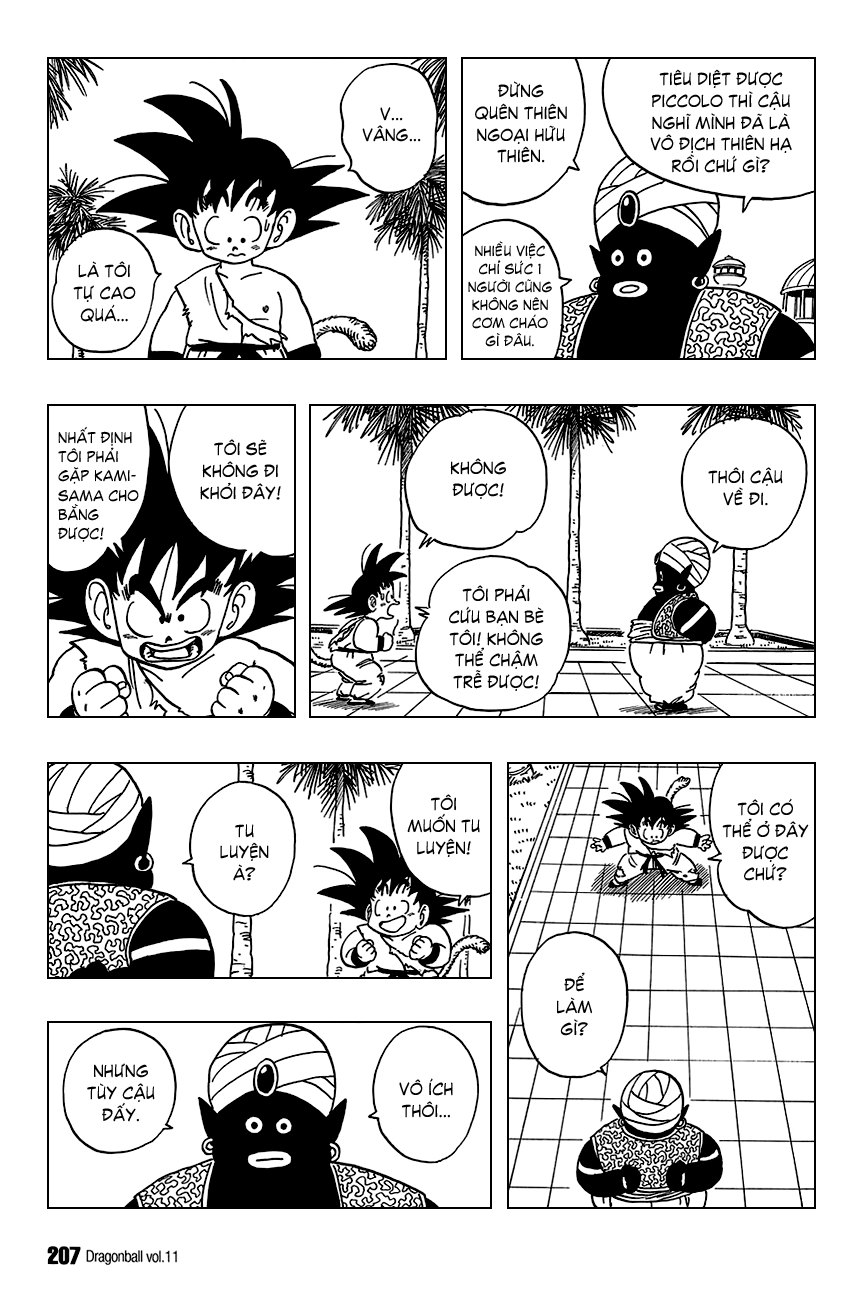 TIÊU DIỆT ĐƯỢC
PICCOLO THÌ CẬU
NGHĨ MÌNH ĐÃ LÀ
VÔ ĐỊCH THIÊN HẠ
RỒI CHỨ GÌ?
ĐỪNG
QUÊN THIÊN
NGOẠI HỮU
THIÊN.
NHIỀU VIỆC
CHỈ SỨC 1
NGƯỜI CŨNG
KHÔNG NÊN
CƠM CHÁO
GÌ ĐÂU.
V...
VÂNG...
LÀ TÔI
TỰ CAO
QUÁ...
THÔI CẬU
VỀ ĐI.
KHÔNG
ĐƯỢC!
TÔI PHẢI
CỨU BẠN BÈ
TÔI! KHÔNG
THỂ CHẬM
TRỄ ĐƯỢC!
TÔI SẼ
KHÔNG ĐI
KHỎI ĐÂY!
NHẤT ĐỊNH
TÔI PHẢI
GẶP KAMI-
SAMA CHO
BẰNG
ĐƯỢC!
TÔI CÓ
THỂ Ở ĐÂY
ĐƯỢC
CHỨ?
ĐỂ
LÀM
GÌ?
TÔI
MUỐN TU
LUYỆN!
TU
LUYỆN
À?
VÔ ÍCH
THÔI...
NHƯNG
TÙY CẬU
ĐẤY.
207 Dragonball vol.11